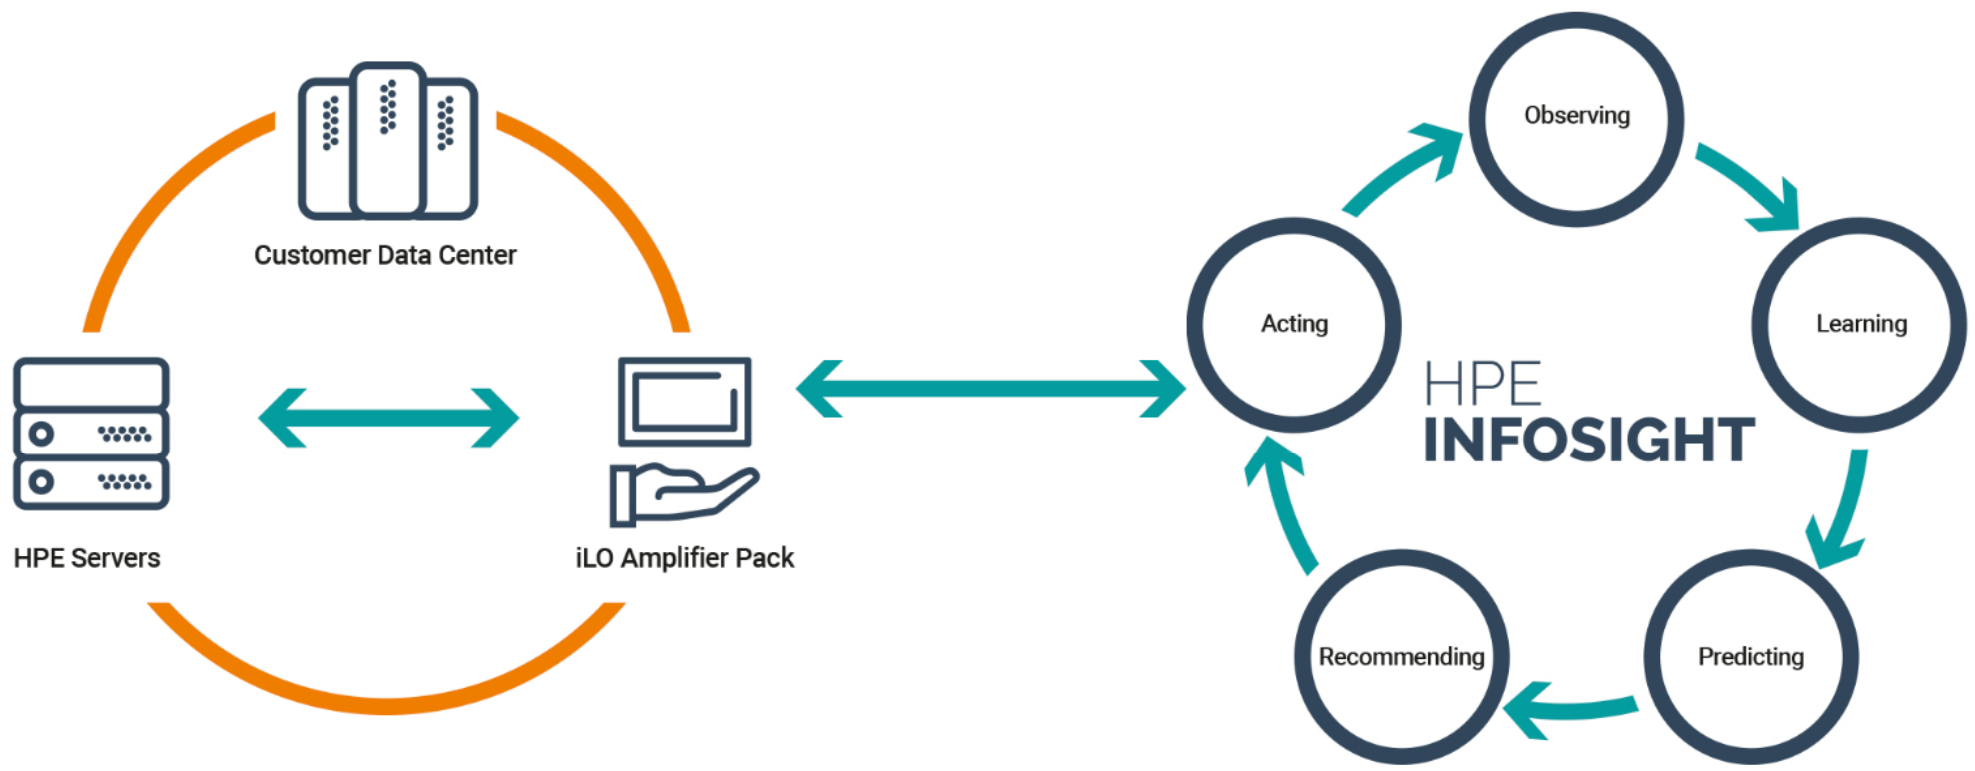 Customer Data Center
HPE Servers
iLO Amplifier Pack
Observing
Learning
Acting
HPE
INFOSIGHT
Recommending
Predicting